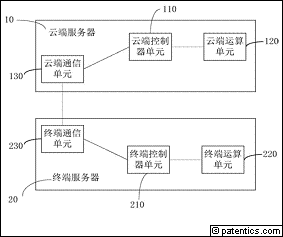 110
10
云端服务器
云端控制
器单元
云端运算
单元
120
云端通信
单元
130
终端通信
单元
230
终端控制
器单元
终端运算
单元
220
终端服务器
20
210
© patentics.com